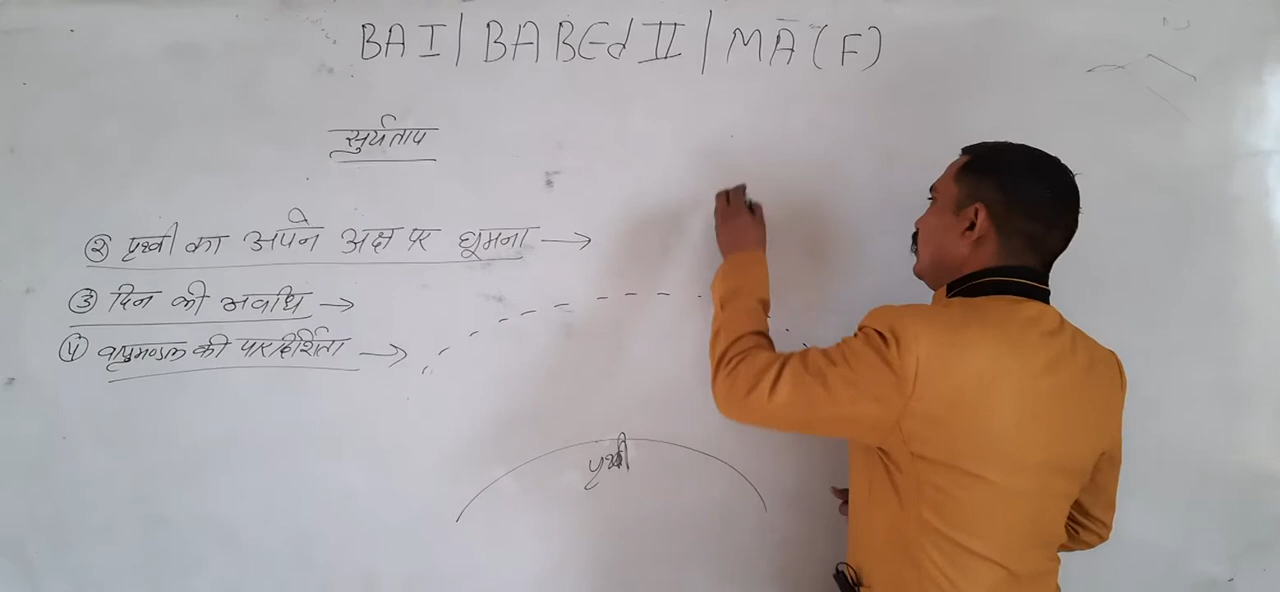 BA I / BA BEd II / MA (F)
सुर्यताप
② पृथ्वी का अपने अक्ष पर घूमना →
③ दिन की अवधि →
④ वायुमण्डल की पारदर्शिता →
पृथ्वी